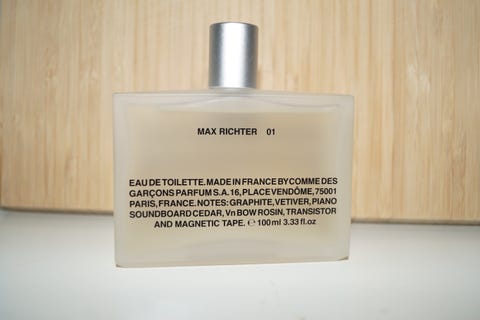 MAX RICHTER 01
EAU DE TOILETTE. MADE IN FRANCE BY COMME DES
GARÇONS PARFUM S.A. 16, PLACE VENDÔME, 75001
PARIS, FRANCE. NOTES: GRAPHITE, VETIVER, PIANO
SOUNDBOARD CEDAR, Vn BOW ROSIN, TRANSISTOR
AND MAGNETIC TAPE. ℮ 100 ml 3.33 fl.oz